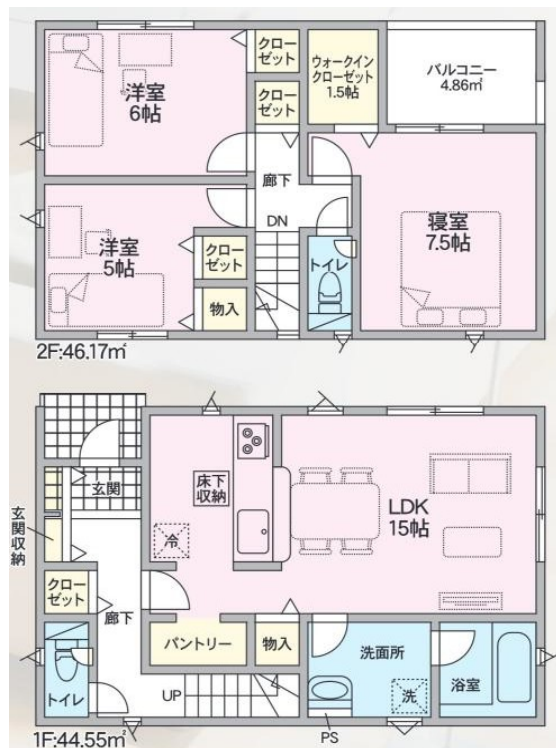 クロー
ゼット
ウォークイン
クローゼット
1.5帖
バルコニー
4.86㎡
洋室
6帖
クロー
ゼット
廊下
DN
洋室
5帖
クロー
ゼット
トイレ
寝室
7.5帖
物入
2F:46.17㎡
玄関
玄関収納
床下
収納
LDK
15帖
冷
クロー
ゼット
廊下
パントリー
物入
洗面所
浴室
トイレ
UP
洗
PS
1F:44.55㎡